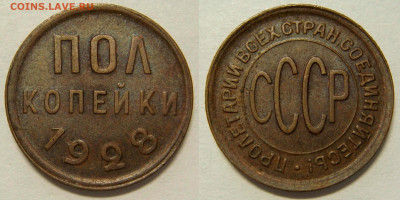 COINS.LAVE.RU
ПОЛ
КОПЕЙКИ
1928
ПРОЛЕТАРИИ ВСЕХ СТРАН СОЕДИНЯЙТЕСЬ!
СССР